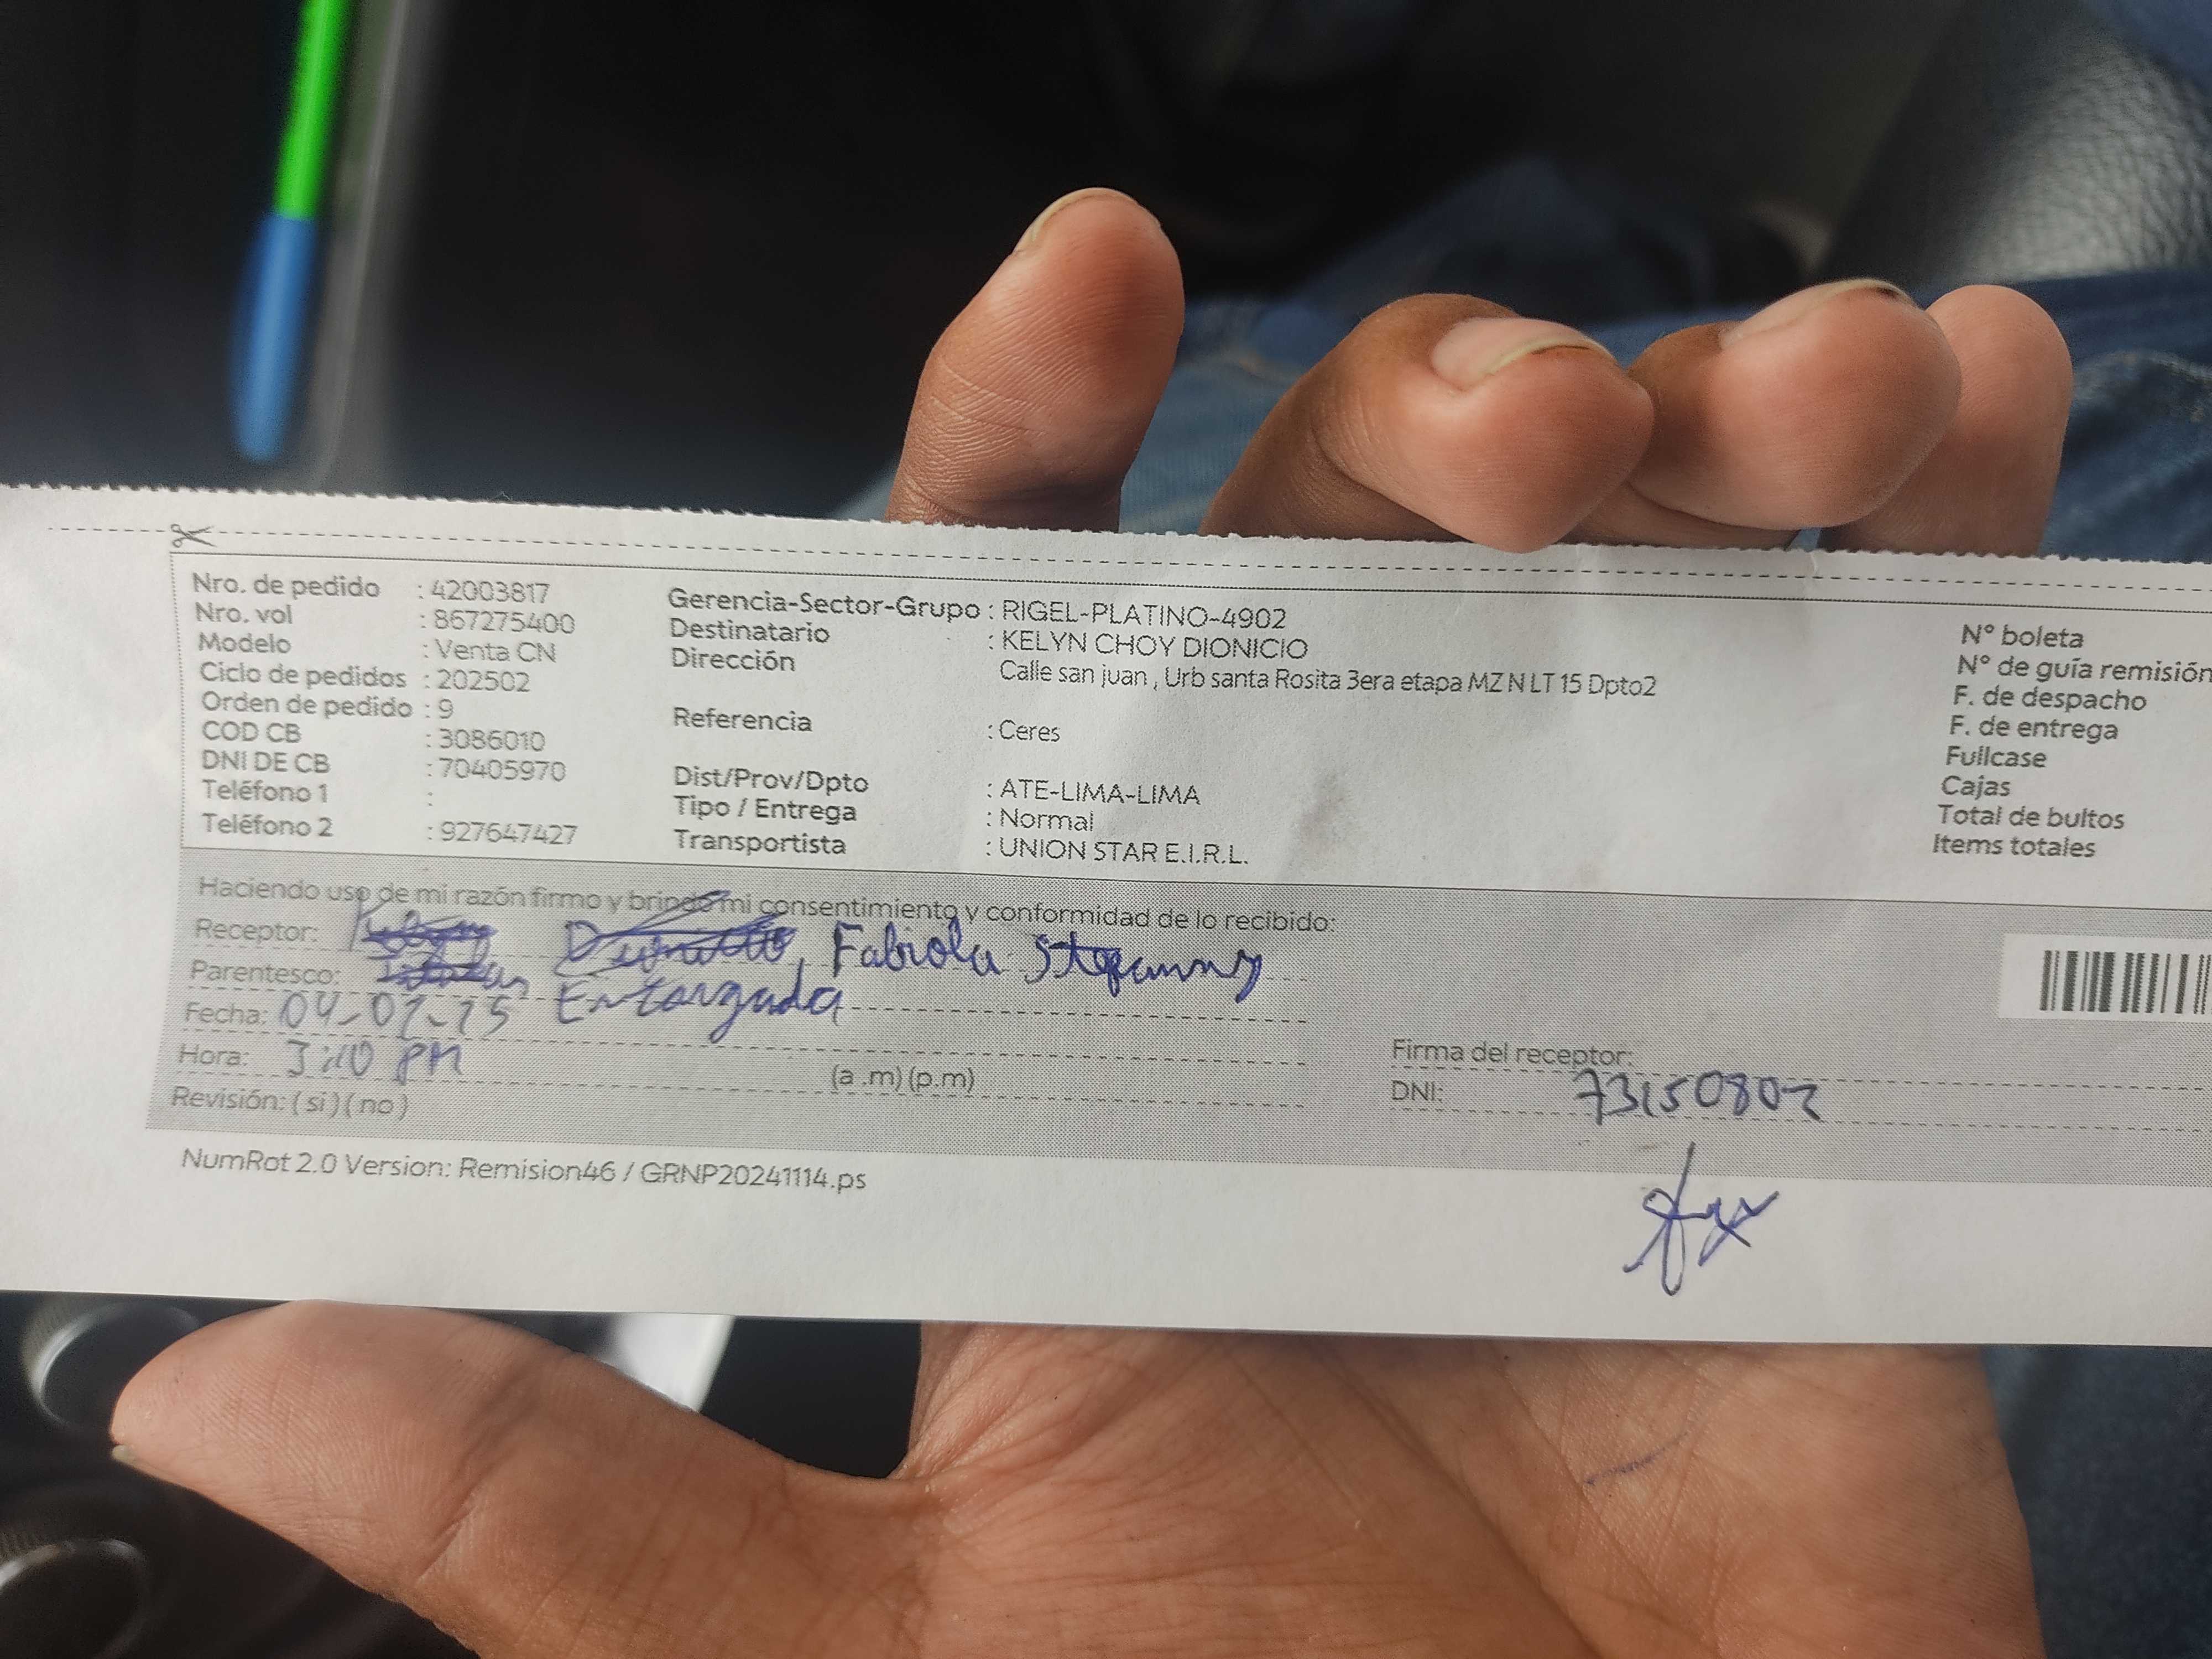 Nro. de pedido : 42003817
Nro. vol : 867275400
Modelo : Venta CN
Ciclo de pedidos : 202502
Orden de pedido : 9
COD CB : 3086010
DNI DE CB : 70405970
Teléfono 1 :
Teléfono 2 : 927647427
Gerencia-Sector-Grupo : RIGEL-PLATINO-4902
Destinatario : KELYN CHOY DIONICIO
Dirección Calle san juan , Urb santa Rosita 3era etapa MZ N LT 15 Dpto2
Referencia : Ceres
Dist/Prov/Dpto : ATE-LIMA-LIMA
Tipo / Entrega : Normal
Transportista : UNION STAR E.I.R.L.
N° boleta
N° de guía remisión
F. de despacho
F. de entrega
Fullcase
Cajas
Total de bultos
Items totales
Haciendo uso de mi razón firmo y brindo mi consentimiento y conformidad de lo recibido:
Receptor: Fabiola
Parentesco:
Fecha:
Hora: 3:10 PM (a .m) (p.m)
Revisión: ( si ) ( no )
Firma del receptor:
DNI: 73150802
NumRot 2.0 Version: Remision46 / GRNP20241114.ps